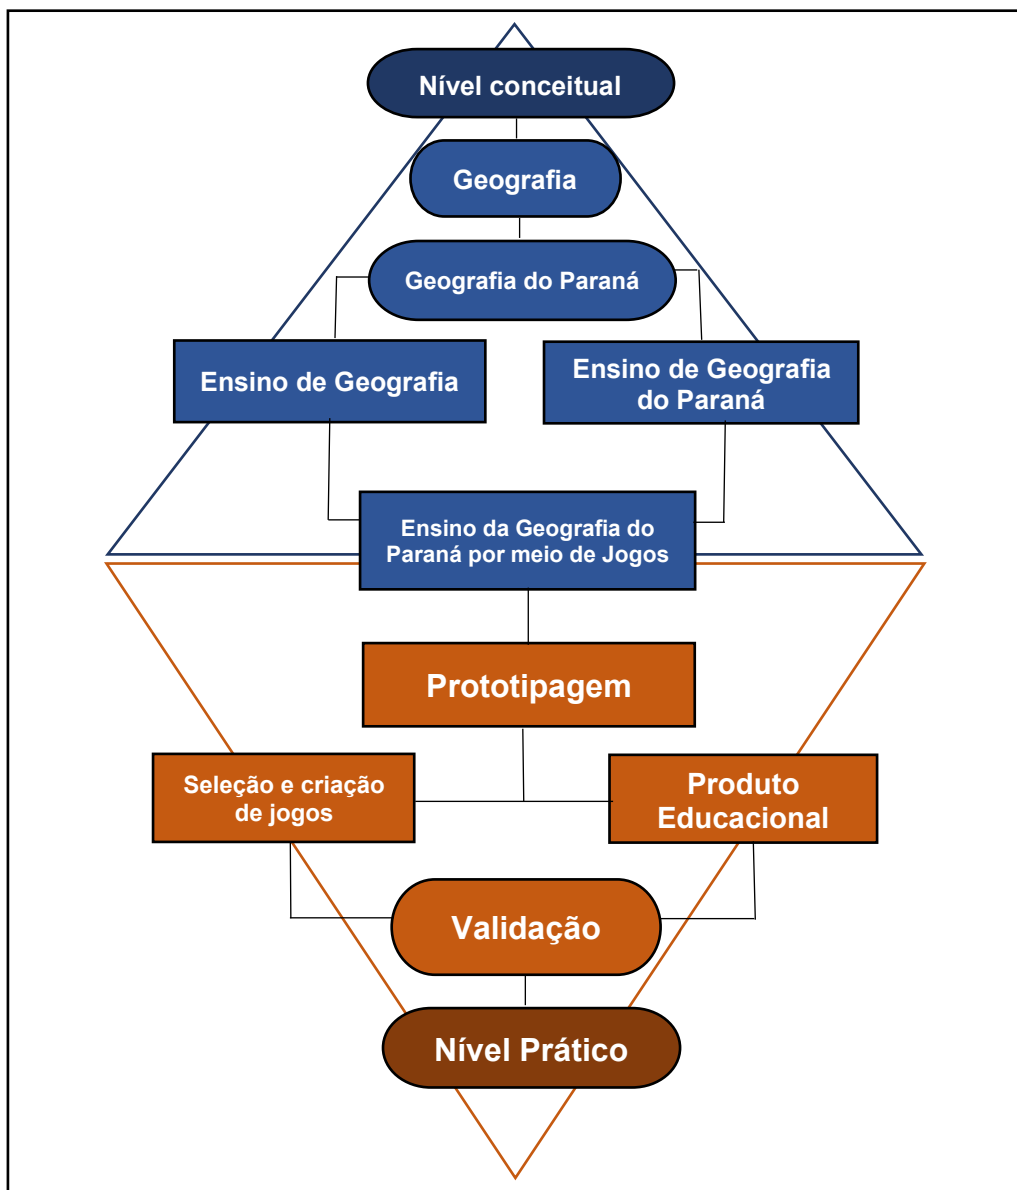 Nível conceitual
Geografia
Geografia do Paraná
Ensino de Geografia
Ensino de Geografia
do Paraná
Ensino da Geografia do
Paraná por meio de Jogos
Prototipagem
Seleção e criação
de jogos
Produto
Educacional
Validação
Nível Prático